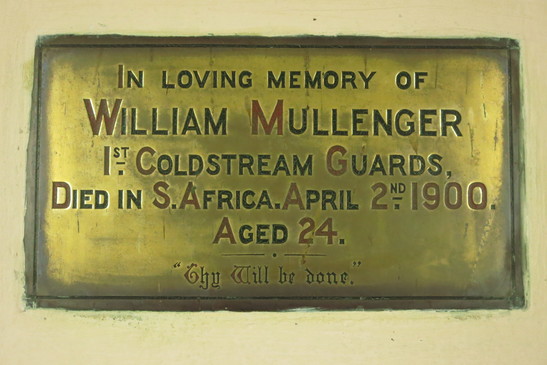 In loving memory of
William Mullenger
1st Coldstream Guards,
Died in S. Africa. April 2nd 1900.
Aged 24.
"Thy Will be done."